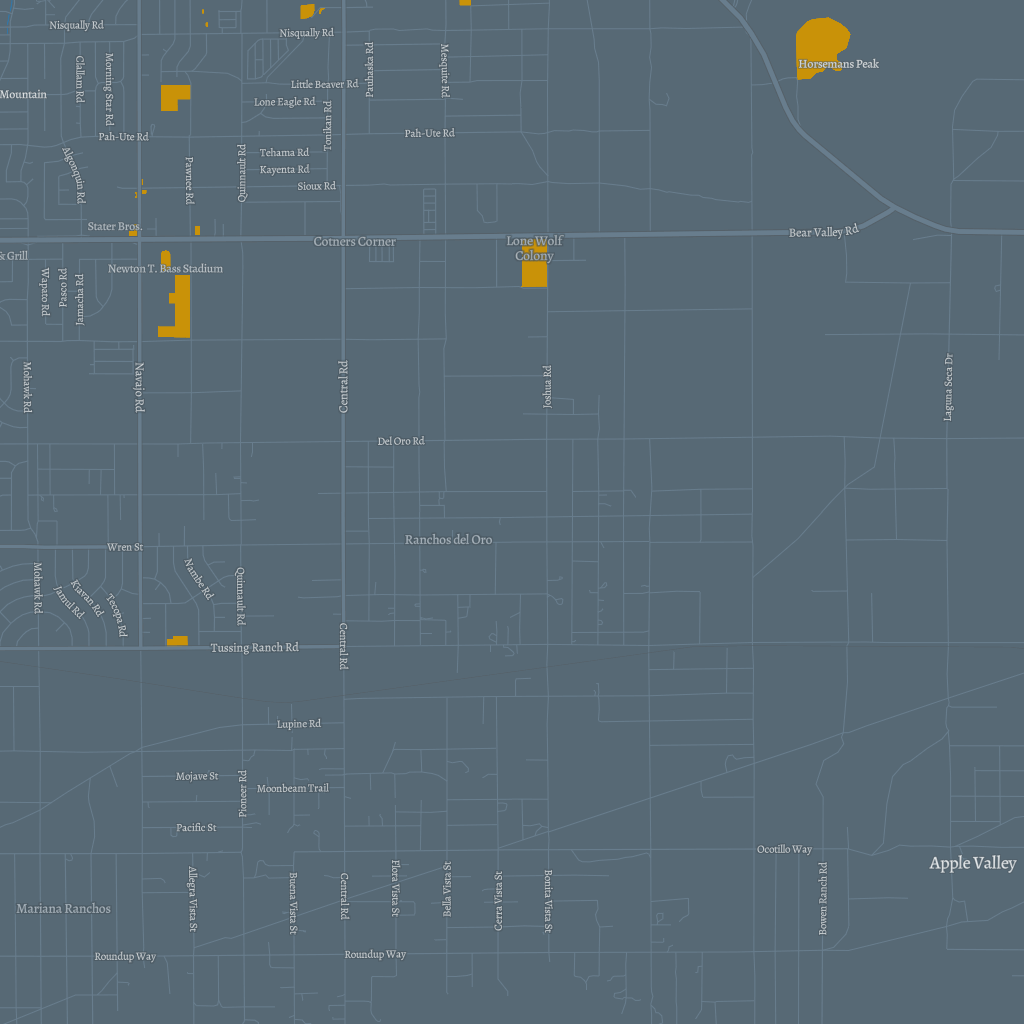 Nisqually Rd
Nisqually Rd
Horsemans Peak
Clallam Rd
Morning Star Rd
Pauhaska Rd
Mesquite Rd
Mountain
Little Beaver Rd
Lone Eagle Rd
Tonikan Rd
Pah-Ute Rd
Pah-Ute Rd
Algonquin Rd
Pawnee Rd
Quinnault Rd
Tehama Rd
Kayenta Rd
Sioux Rd
Stater Bros.
Cotners Corner
Lone Wolf
Colony
Bear Valley Rd
& Grill
Newton T. Bass Stadium
Wapato Rd
Pasco Rd
Jamacha Rd
Mohawk Rd
Navajo Rd
Central Rd
Joshua Rd
Laguna Seca Dr
Del Oro Rd
Ranchos del Oro
Wren St
Mohawk Rd
Jamul Rd
Kiavan Rd
Tecopa Rd
Nambe Rd
Quinnault Rd
Central Rd
Tussing Ranch Rd
Lupine Rd
Mojave St
Pioneer Rd
Moonbeam Trail
Pacific St
Ocotillo Way
Apple Valley
Allegra Vista St
Buena Vista St
Central Rd
Flora Vista St
Bella Vista St
Cerra Vista St
Bonita Vista St
Bowen Ranch Rd
Mariana Ranchos
Roundup Way
Roundup Way